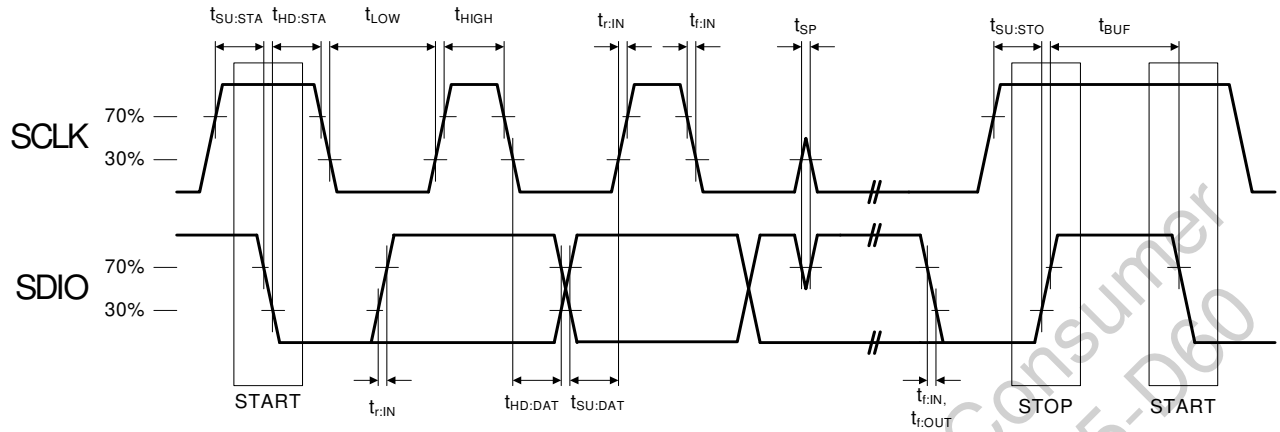 tSU:STA tHD:STA tLOW tHIGH tr:IN tf:IN tSP tSU:STO tBUF
SCLK
70%
30%
SDIO
70%
30%
START
tr:IN
tHD:DAT tSU:DAT
tf:IN,
tf:OUT
STOP
START
Consumer